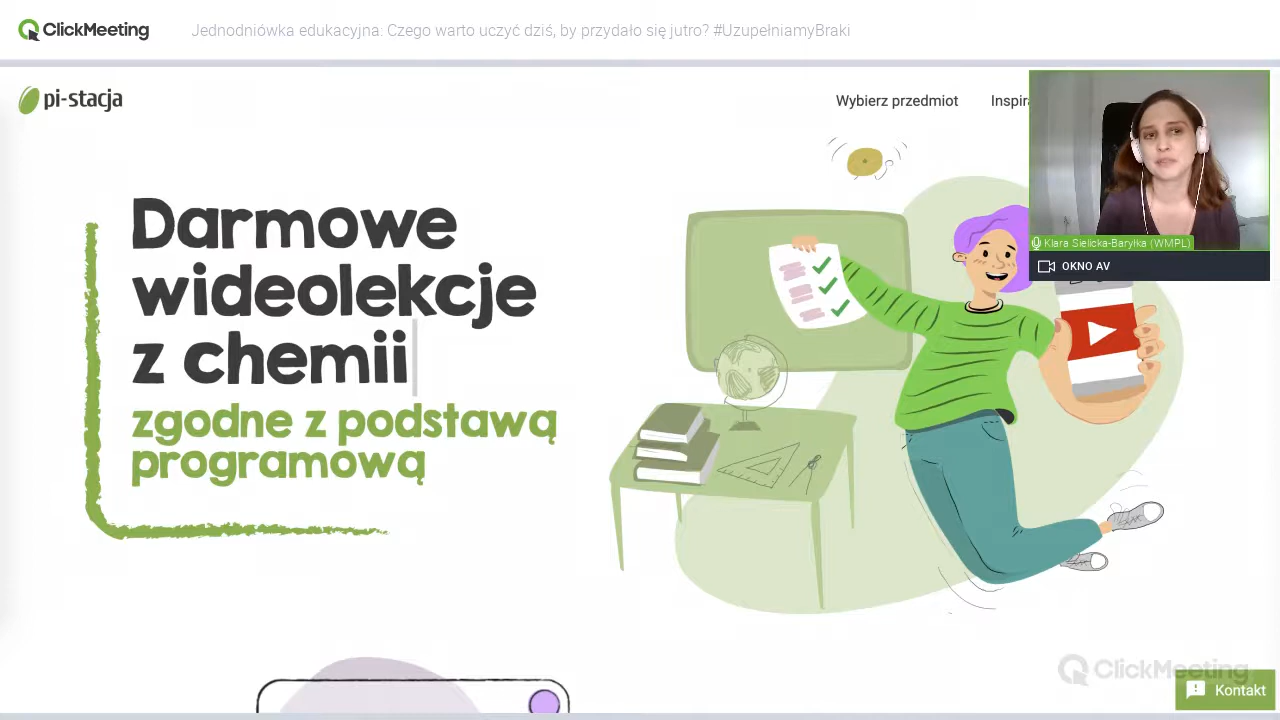 ClickMeeting
Jednodniówka edukacyjna: Czego warto uczyć dziś, by przydało się jutro? #UzupełniamyBraki
pi-stacja
Wybierz przedmiot
Klara Sielicka-Baryłka (WMPL)
OKNO AV
Darmowe
wideolekcje
z chemii
zgodne z podstawą
programową
ClickMeeting
Kontakt